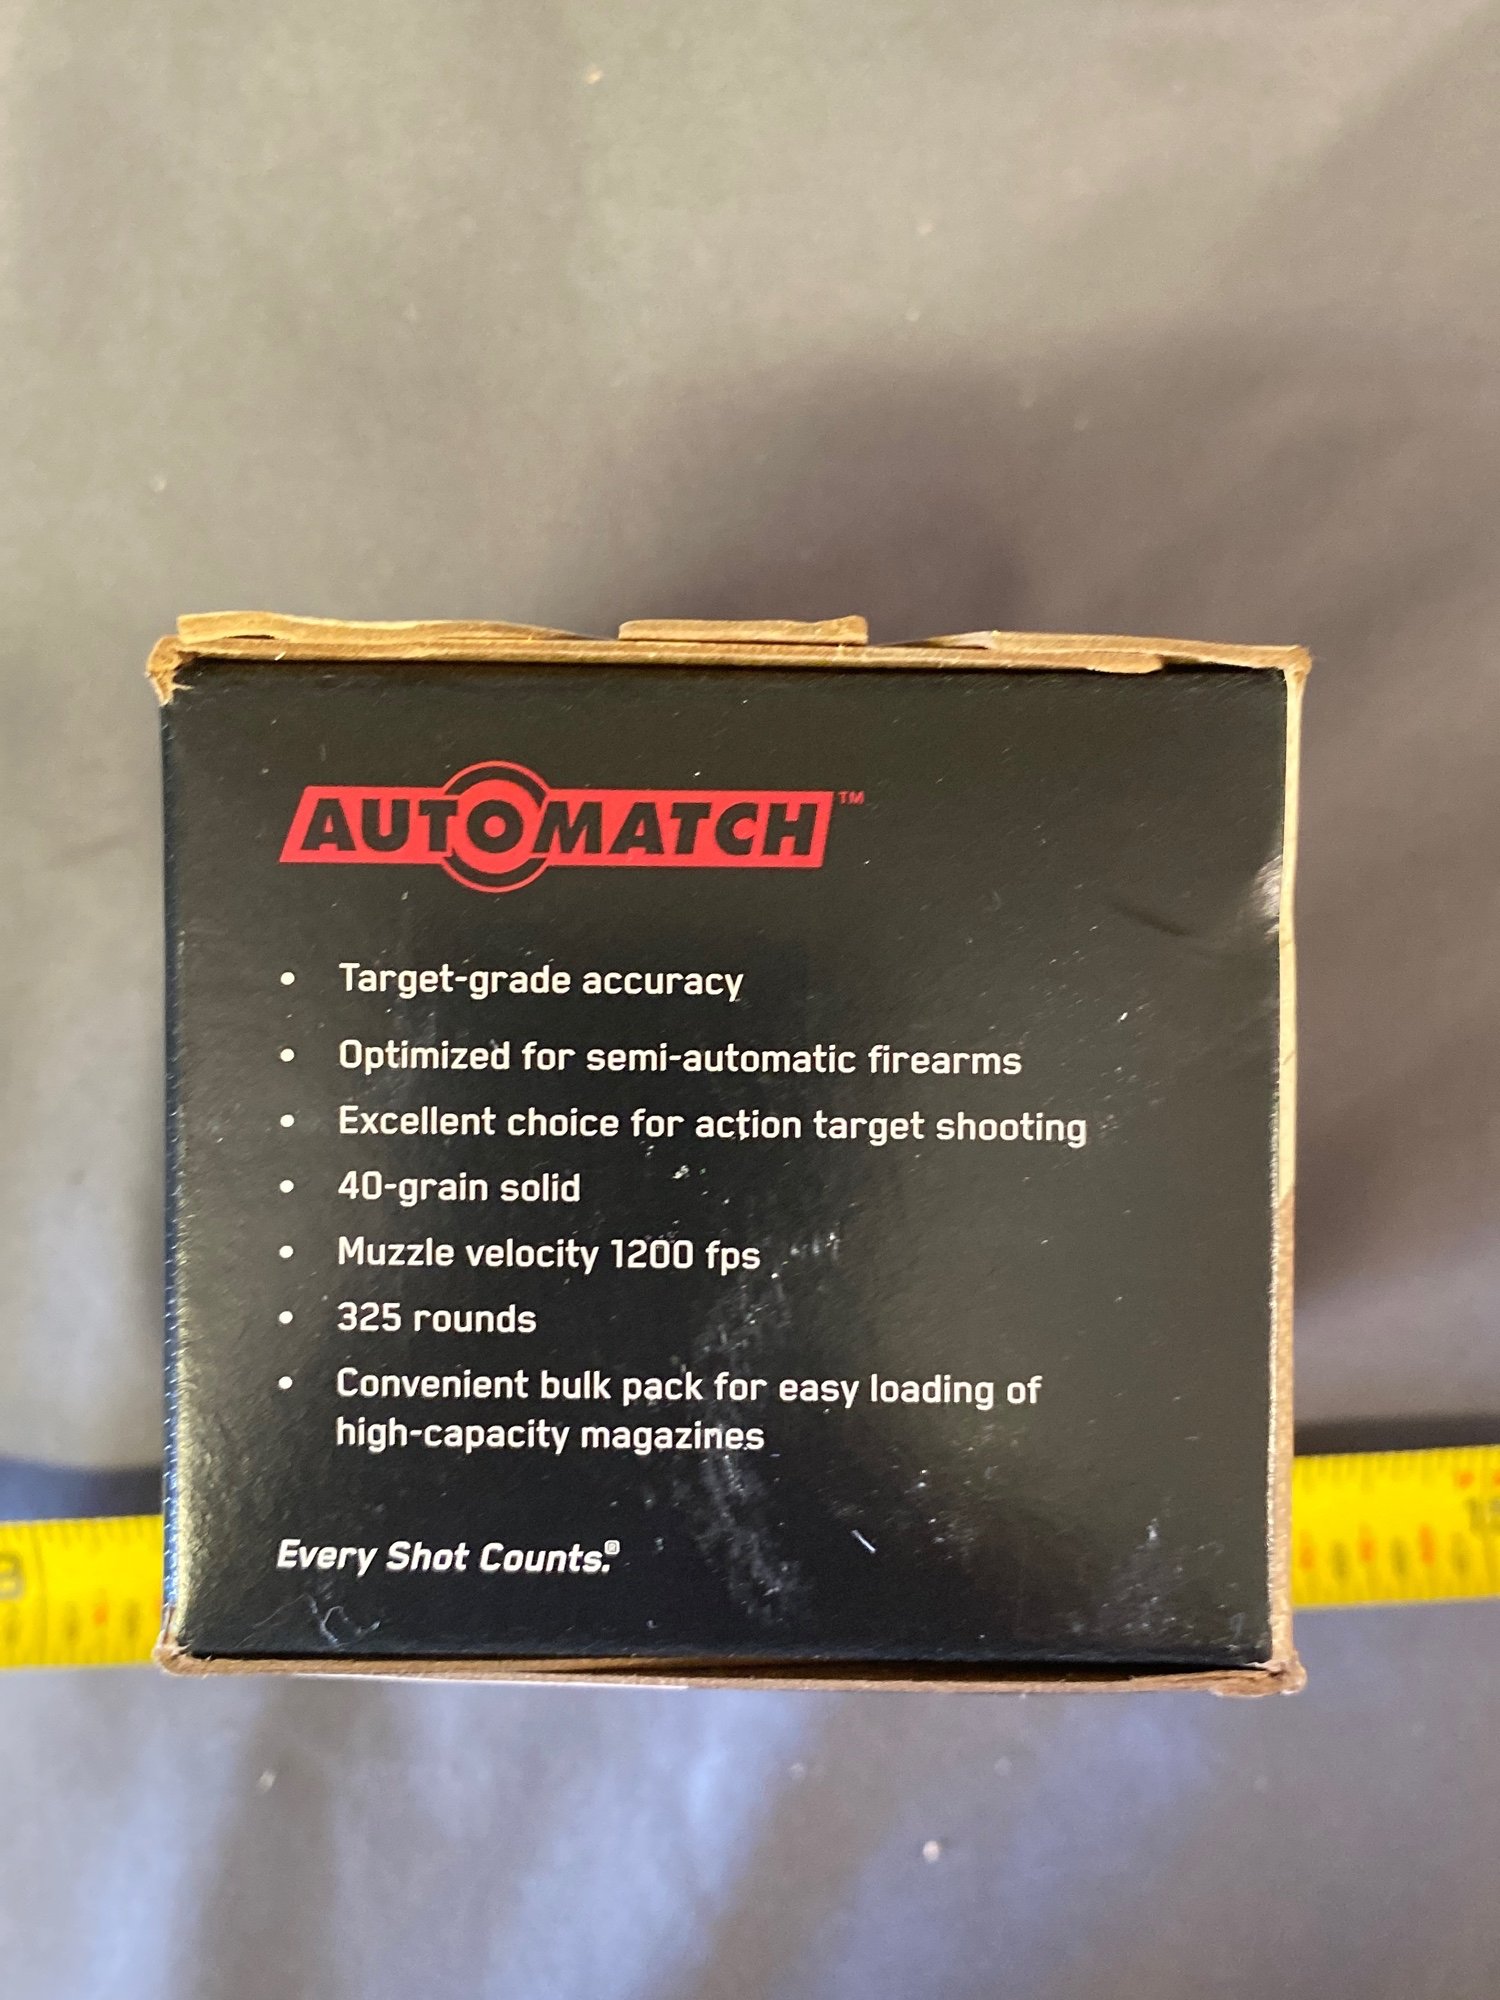 AUTOMATCH™
• Target-grade accuracy
• Optimized for semi-automatic firearms
• Excellent choice for action target shooting
• 40-grain solid
• Muzzle velocity 1200 fps
• 325 rounds
• Convenient bulk pack for easy loading of
high-capacity magazines
Every Shot Counts.®